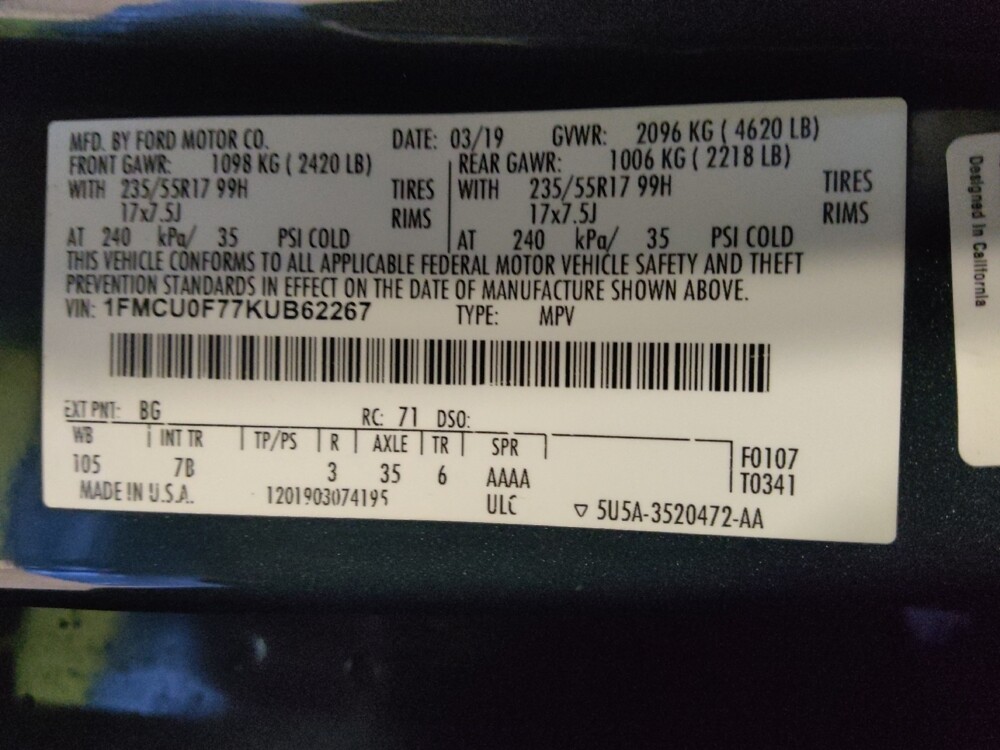 MFD. BY FORD MOTOR CO. DATE: 03/19 GVWR: 2096 KG ( 4620 LB)
FRONT GAWR: 1098 KG ( 2420 LB) REAR GAWR: 1006 KG ( 2218 LB)
WITH 235/55R17 99H TIRES WITH 235/55R17 99H TIRES
17x7.5J RIMS 17x7.5J RIMS
AT 240 kPa/ 35 PSI COLD AT 240 kPa/ 35 PSI COLD
THIS VEHICLE CONFORMS TO ALL APPLICABLE FEDERAL MOTOR VEHICLE SAFETY AND THEFT
PREVENTION STANDARDS IN EFFECT ON THE DATE OF MANUFACTURE SHOWN ABOVE.
VIN: 1FMCU0F77KUB62267 TYPE: MPV
EXT PNT: BG RC: 71 DSO:
WB INT TR TP/PS R AXLE TR SPR F0107
105 7B 3 35 6 AAAA T0341
MADE IN U.S.A. 1201903074195 ULC ▽ 5U5A-3520472-AA
Designed in California